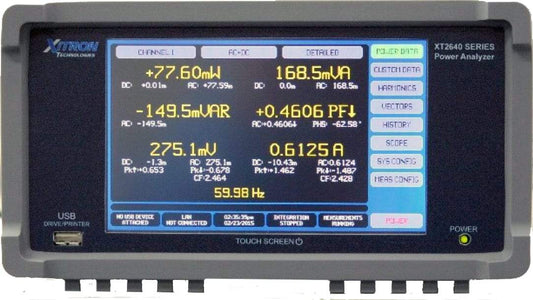 XITRON
TECHNOLOGIES
XT2640 SERIES
Power Analyzer
CHANNEL 1 AC+DC DETAILED POWER DATA
+77.60mW 168.5mVA
DC: +0.01m AC: +77.59m DC: 0.0m AC: 168.5m
CUSTOM DATA
HARMONICS
-149.5mVAR +0.4606 PF↓
AC: -149.5m AC:+0.4606↓ PHS: -62.58°
VECTORS
HISTORY
275.1mV 0.6125A
SCOPE
DC: -1.3m AC: 275.1m DC: -10.43m AC:0.6124
SYS CONFIG
Pk↑:+0.653 Pk↓:-0.678 Pk↑:+1.462 Pk↓:-1.487
CF:2.464 CF:2.428
MEAS CONFIG
59.98 Hz
NO USB DEVICE ATTACHED
LAN NOT CONNECTED
02:35:39pm 02/23/2015
INTEGRATION STOPPED
MEASUREMENTS RUNNING
POWER
USB
DRIVE/PRINTER
TOUCH SCREEN
POWER